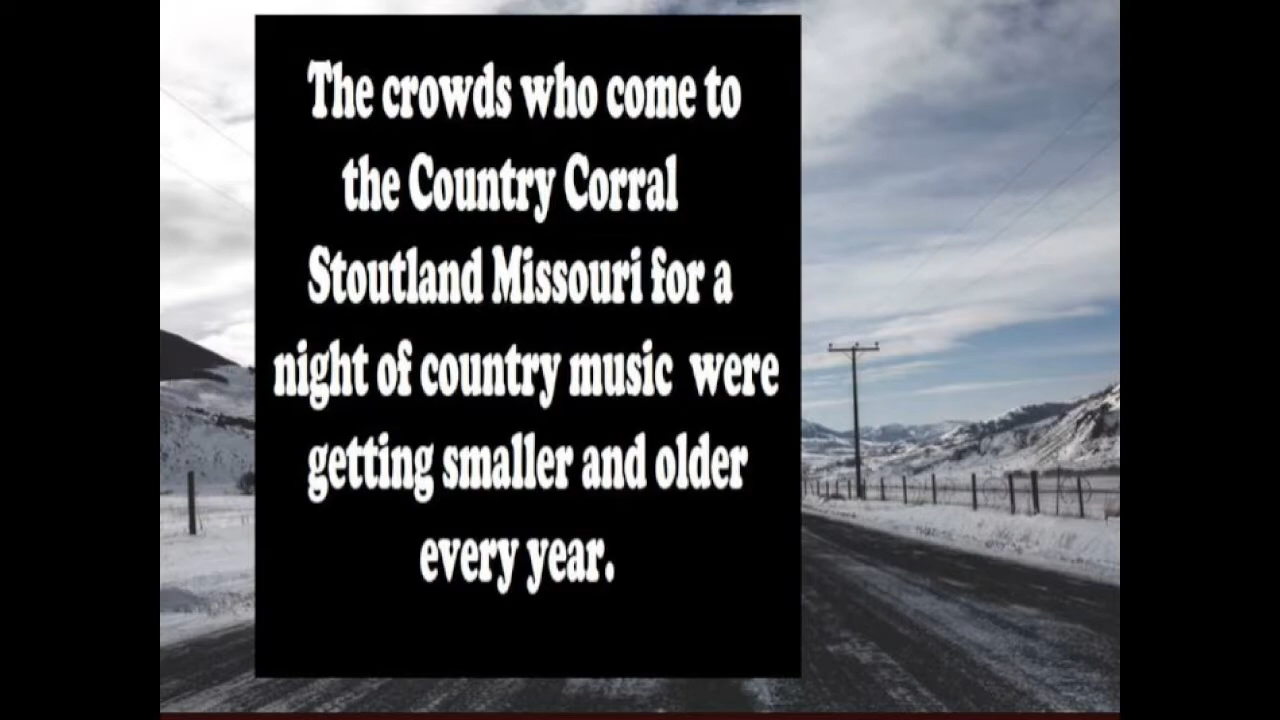 The crowds who come to
the Country Corral
Stoutland Missouri for a
night of country music  were
getting smaller and older
every year.